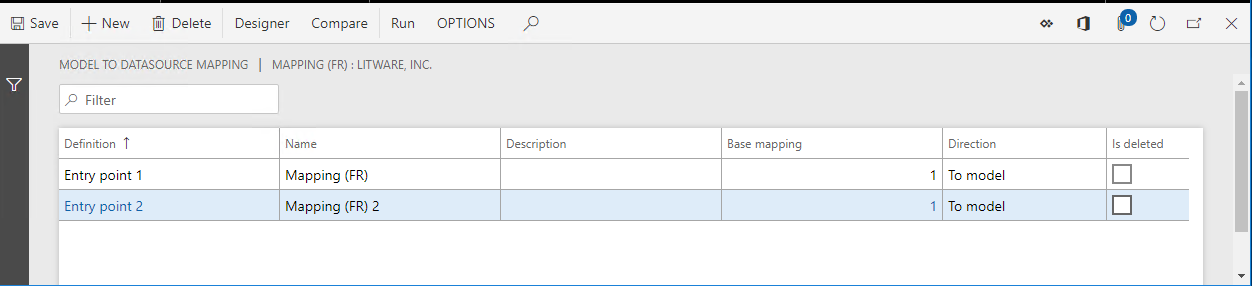 Save New Delete Designer Compare Run OPTIONS 0
MODEL TO DATASOURCE MAPPING | MAPPING (FR) : LITWARE, INC.
Filter
Definition ↑ Name Description Base mapping Direction Is deleted
Entry point 1 Mapping (FR) 1 To model
Entry point 2 Mapping (FR) 2 1 To model